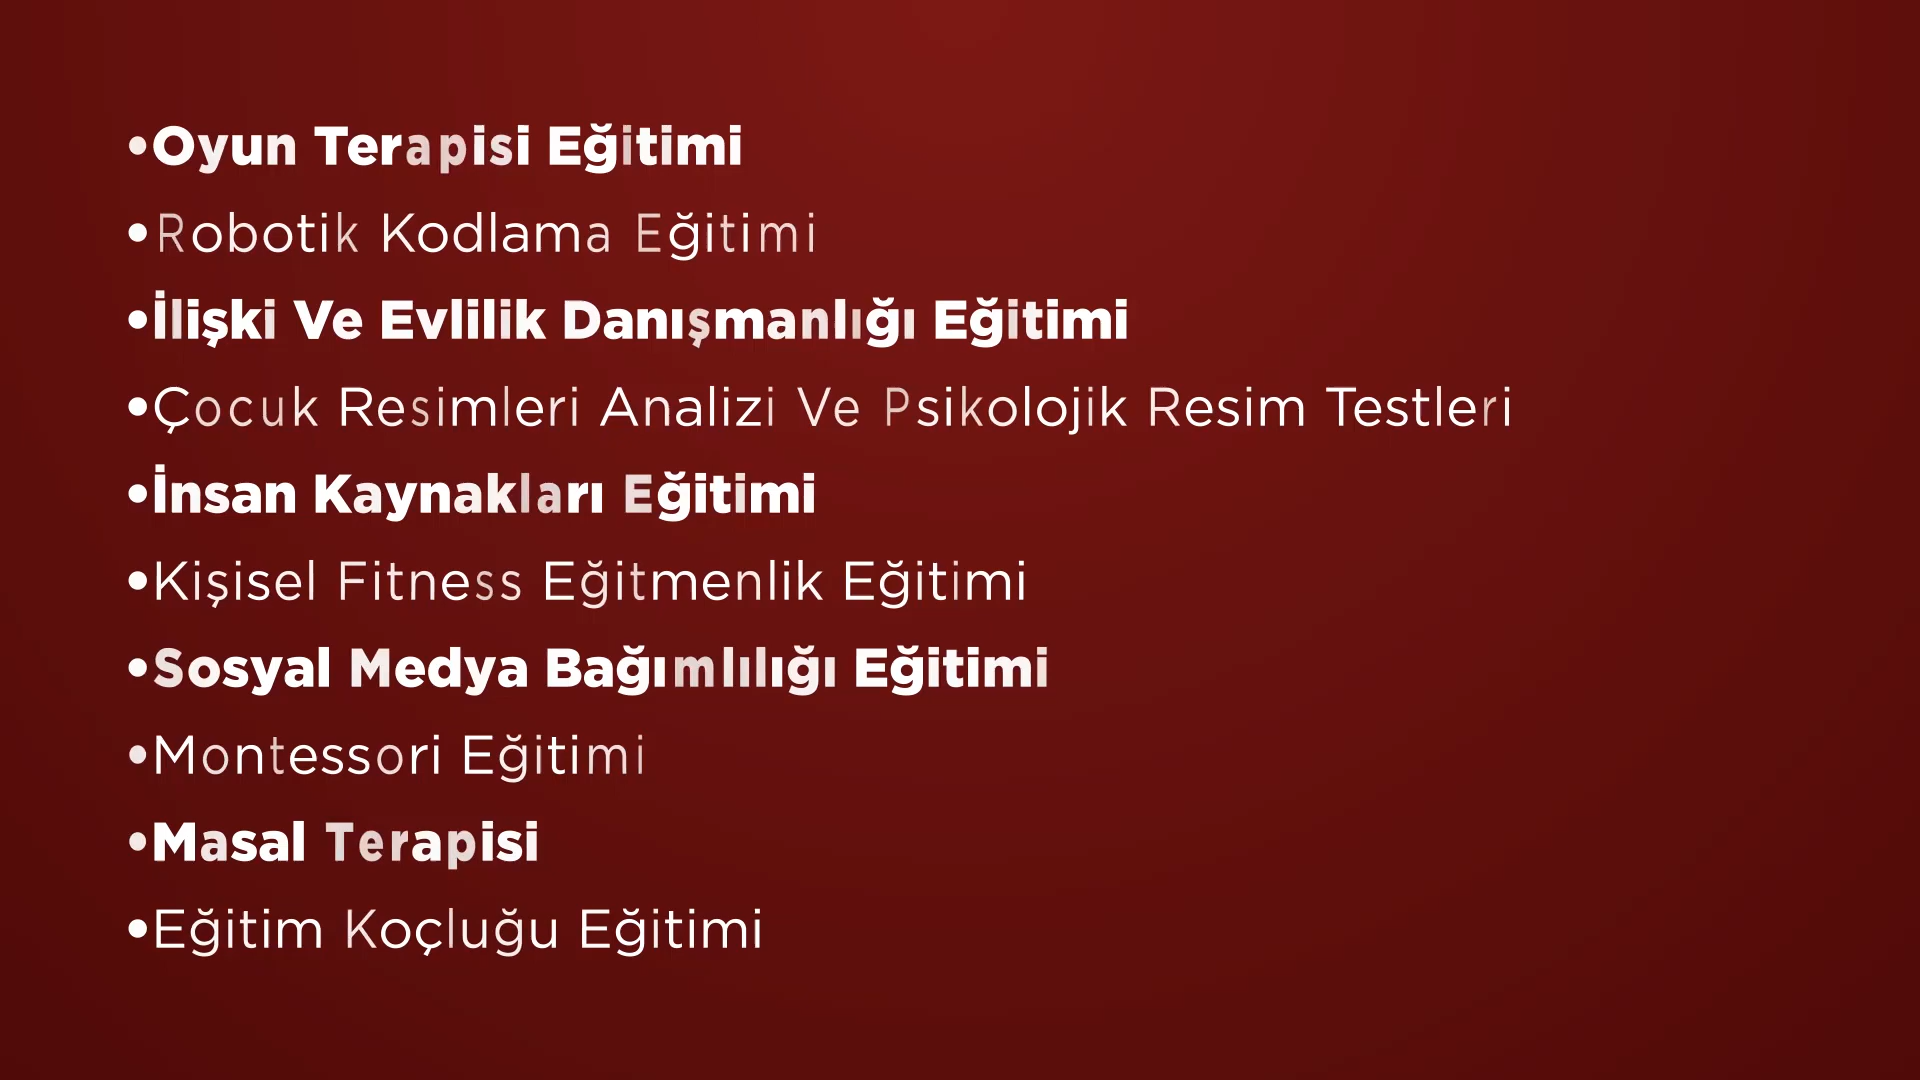 •Oyun Terapisi Eğitimi
•Robotik Kodlama Eğitimi
•İlişki Ve Evlilik Danışmanlığı Eğitimi
•Çocuk Resimleri Analizi Ve Psikolojik Resim Testleri
•İnsan Kaynakları Eğitimi
•Kişisel Fitness Eğitmenlik Eğitimi
•Sosyal Medya Bağımlılığı Eğitimi
•Montessori Eğitimi
•Masal Terapisi
•Eğitim Koçluğu Eğitimi